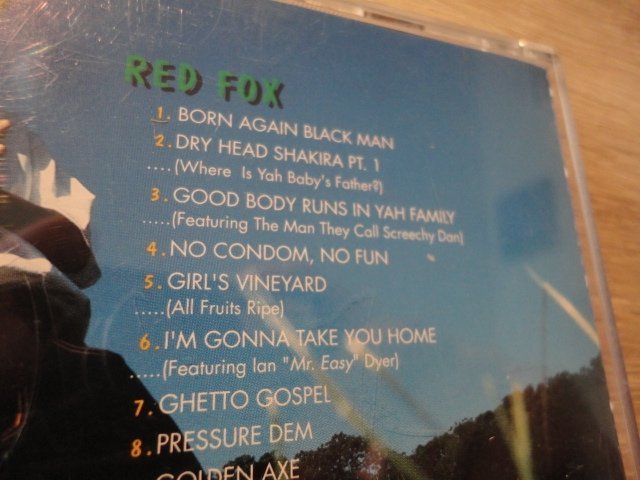 RED FOX
1. BORN AGAIN BLACK MAN
2. DRY HEAD SHAKIRA PT. 1
....(Where Is Yah Baby's Father?)
3. GOOD BODY RUNS IN YAH FAMILY
.....(Featuring The Man They Call Screechy Dan)
4. NO CONDOM, NO FUN
5. GIRL'S VINEYARD
.....(All Fruits Ripe)
6. I'M GONNA TAKE YOU HOME
.....(Featuring Ian "Mr. Easy" Dyer)
7. GHETTO GOSPEL
8. PRESSURE DEM
GOLDEN AXE